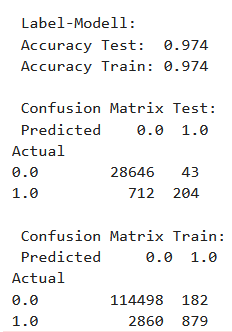 Label-Modell:
Accuracy Test:  0.974
Accuracy Train: 0.974

Confusion Matrix Test:
Predicted    0.0  1.0
Actual
0.0        28646   43
1.0          712  204

Confusion Matrix Train:
Predicted     0.0  1.0
Actual
0.0        114498  182
1.0          2860  879